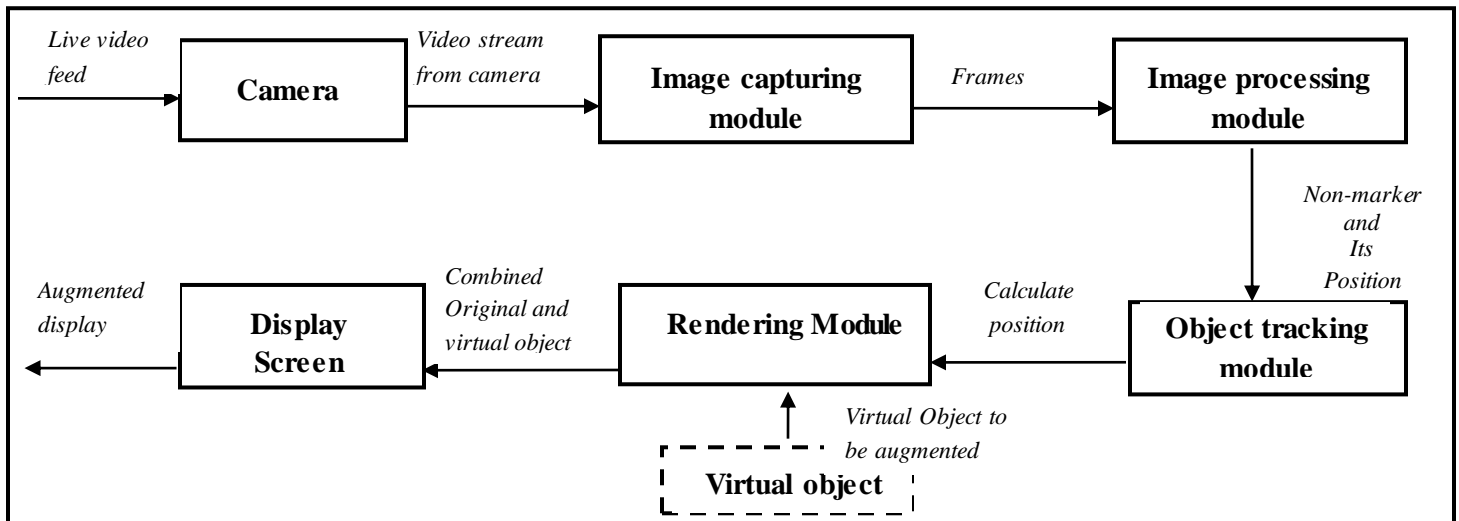 Live video
feed
Camera
Video stream
from camera
Image capturing
module
Frames
Image processing
module
Non-marker
and
Its
Position
Object tracking
module
Calculate
position
Rendering Module
Virtual Object to
be augmented
Virtual object
Combined
Original and
virtual object
Display
Screen
Augmented
display